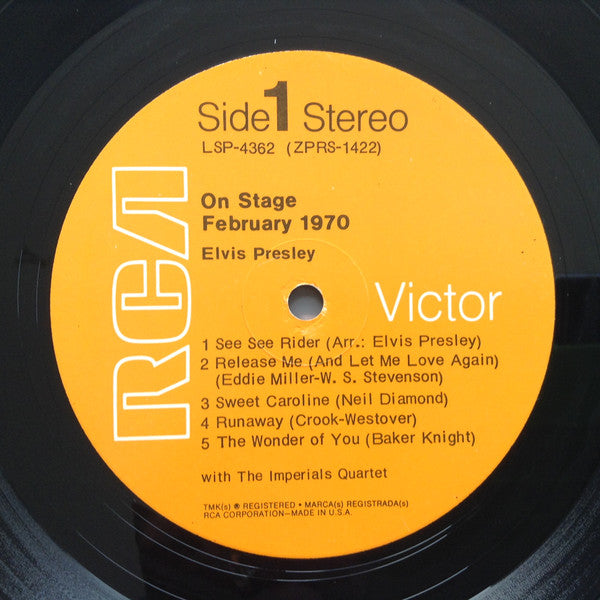 Side 1 Stereo
LSP-4362 (ZPRS-1422)
On Stage
February 1970
Elvis Presley
RCA
Victor
1 See See Rider (Arr.: Elvis Presley)
2 Release Me (And Let Me Love Again)
(Eddie Miller-W. S. Stevenson)
3 Sweet Caroline (Neil Diamond)
4 Runaway (Crook-Westover)
5 The Wonder of You (Baker Knight)
with The Imperials Quartet
TMK(s) ® REGISTERED • MARCA(s) REGISTRADA(s)
RCA CORPORATION—MADE IN U.S.A.